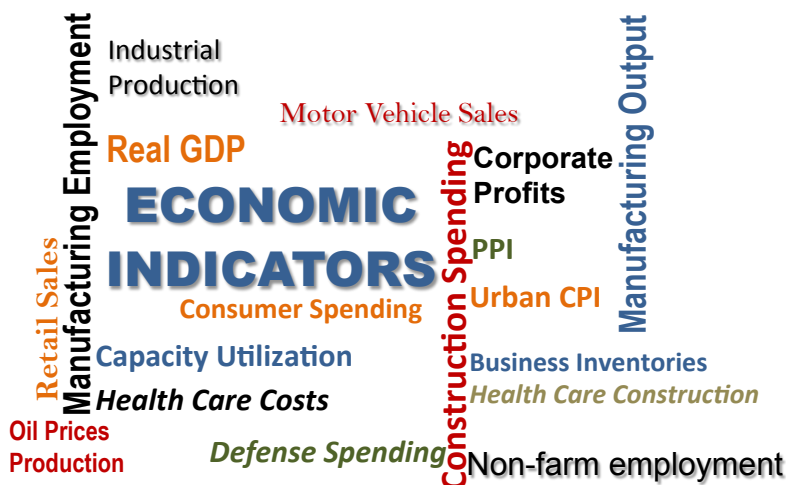 Industrial
Production
Manufacturing Employment
Manufacturing Output
Motor Vehicle Sales
Real GDP
Corporate
Profits
ECONOMIC
INDICATORS
Construction Spending
PPI
Retail Sales
Consumer Spending
Urban CPI
Capacity Utilization
Business Inventories
Health Care Costs
Health Care Construction
Oil Prices
Production
Defense Spending
Non-farm employment